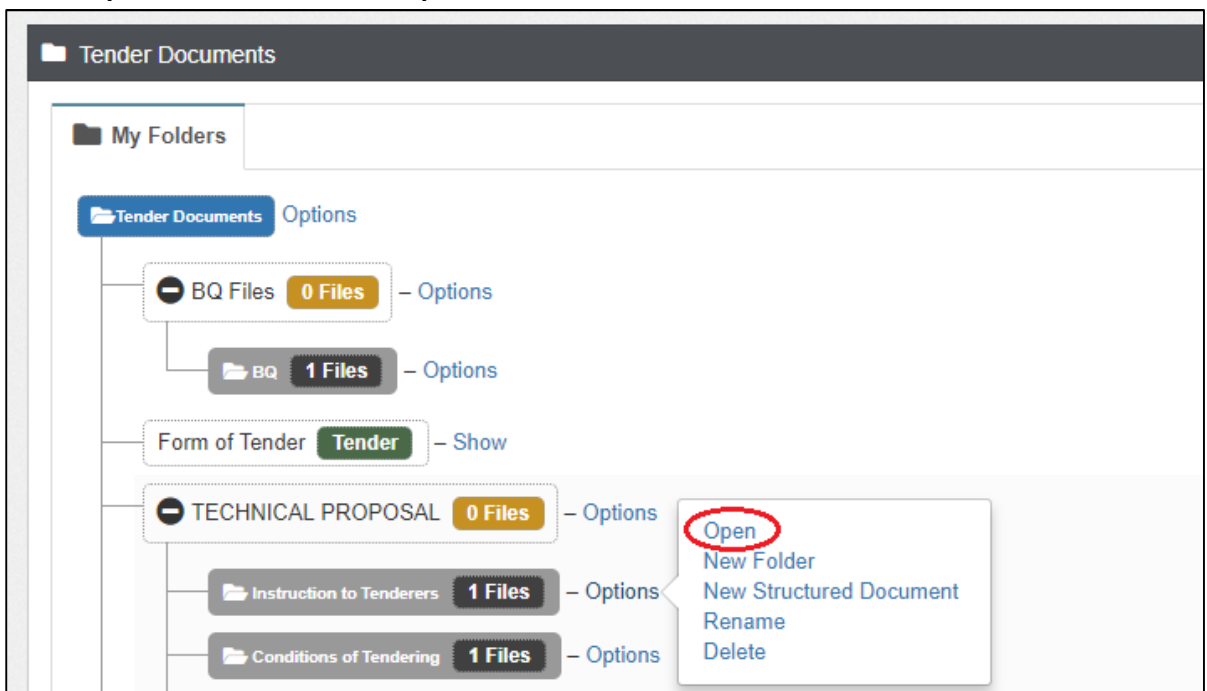 Tender Documents
My Folders
Tender Documents Options
BQ Files 0 Files – Options
BQ 1 Files – Options
Form of Tender Tender – Show
TECHNICAL PROPOSAL 0 Files – Options
Open
New Folder
Instruction to Tenderers 1 Files – Options
New Structured Document
Rename
Conditions of Tendering 1 Files – Options
Delete